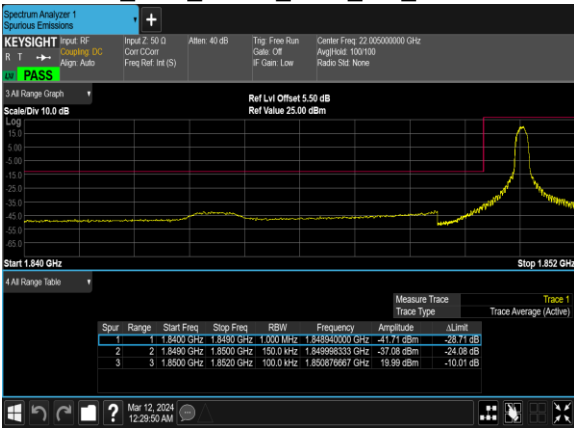 Spectrum Analyzer 1
Spurious Emissions
+
KEYSIGHT Input: RF Input Z: 50 Ω Atten: 40 dB Trig: Free Run Center Freq: 22.005000000 GHz
R T Coupling: DC Corr CCorr Gate: Off Avg|Hold: 100/100
Align: Auto Freq Ref: Int (S) IF Gain: Low Radio Std: None
LXI PASS
3 All Range Graph
Ref Lvl Offset 5.50 dB
Scale/Div 10.0 dB Ref Value 25.00 dBm
Log
15.0
5.00
-5.00
-15.0
-25.0
-35.0
-45.0
-55.0
-65.0
Start 1.840 GHz Stop 1.852 GHz
4 All Range Table
Measure Trace Trace 1
Trace Type Trace Average (Active)
Spur Range Start Freq Stop Freq RBW Frequency Amplitude ΔLimit
1 1 1.8400 GHz 1.8490 GHz 1.000 MHz 1.848940000 GHz -41.71 dBm -28.71 dB
2 2 1.8490 GHz 1.8500 GHz 150.0 kHz 1.849998333 GHz -37.08 dBm -24.08 dB
3 3 1.8500 GHz 1.8520 GHz 100.0 kHz 1.850876667 GHz 19.99 dBm -10.01 dB
? Mar 12, 2024
12:29:50 AM